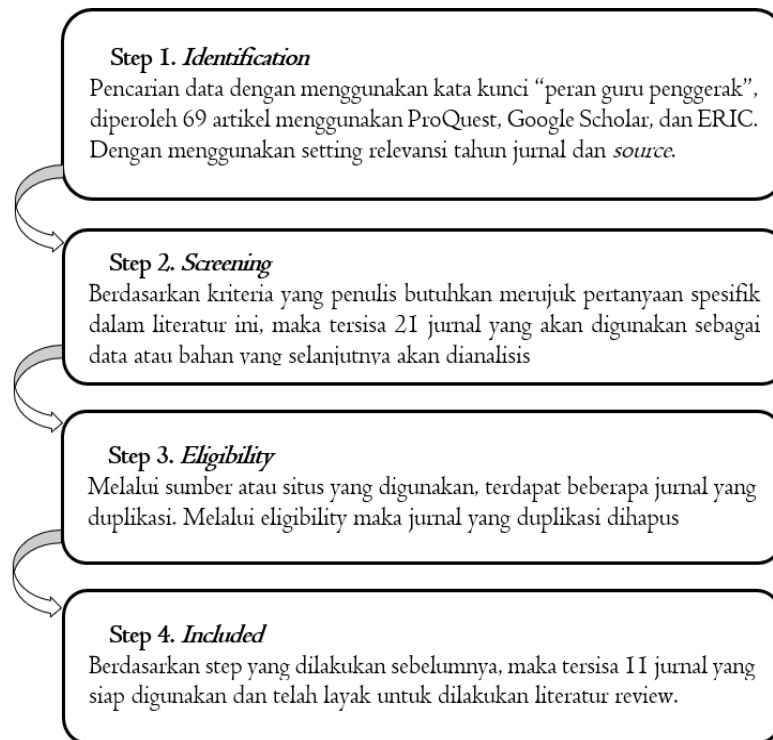 Step 1. Identification
Pencarian data dengan menggunakan kata kunci “peran guru penggerak”,
diperoleh 69 artikel menggunakan ProQuest, Google Scholar, dan ERIC.
Dengan menggunakan setting relevansi tahun jurnal dan source.
Step 2. Screening
Berdasarkan kriteria yang penulis butuhkan merujuk pertanyaan spesifik
dalam literatur ini, maka tersisa 21 jurnal yang akan digunakan sebagai
data atau bahan yang selanjutnya akan dianalisis
Step 3. Eligibility
Melalui sumber atau situs yang digunakan, terdapat beberapa jurnal yang
duplikasi. Melalui eligibility maka jurnal yang duplikasi dihapus
Step 4. Included
Berdasarkan step yang dilakukan sebelumnya, maka tersisa 11 jurnal yang
siap digunakan dan telah layak untuk dilakukan literatur review.